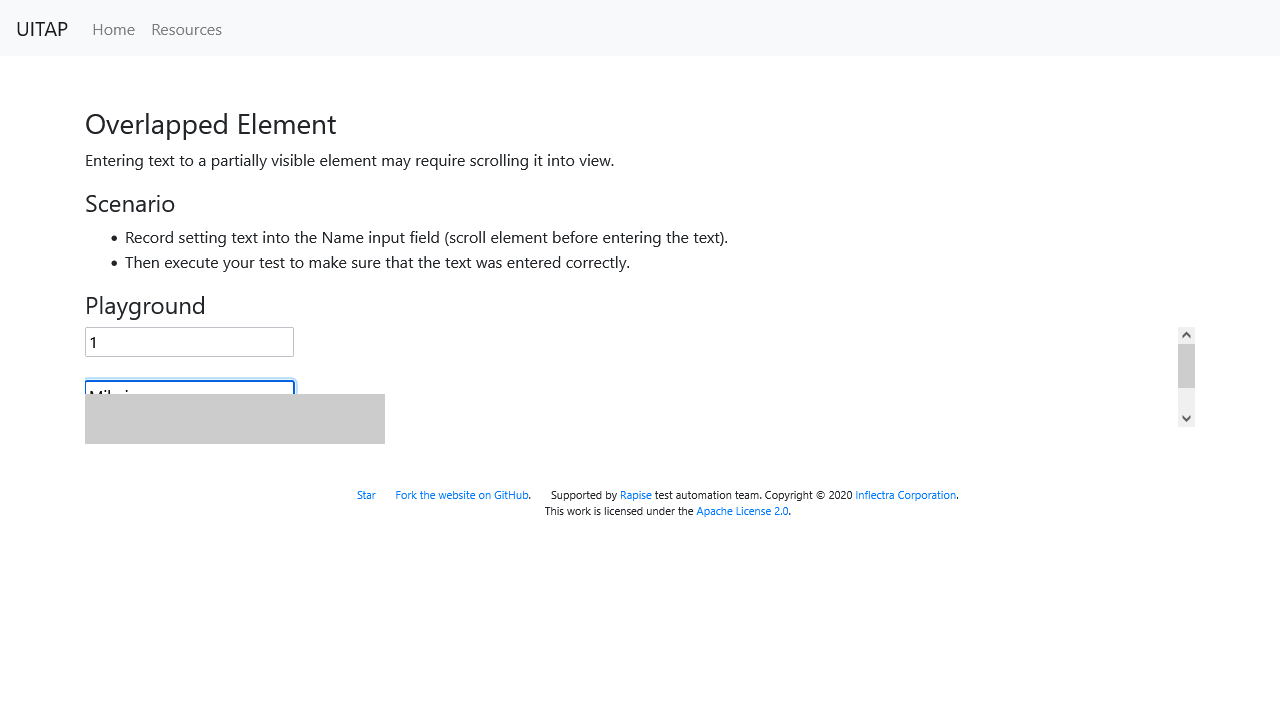 UITAP Home Resources
Overlapped Element
Entering text to a partially visible element may require scrolling it into view.
Scenario
Record setting text into the Name input field (scroll element before entering the text).
Then execute your test to make sure that the text was entered correctly.
Playground
1
Star Fork the website on GitHub. Supported by Rapise test automation team. Copyright © 2020 Inflectra Corporation.
This work is licensed under the Apache License 2.0.